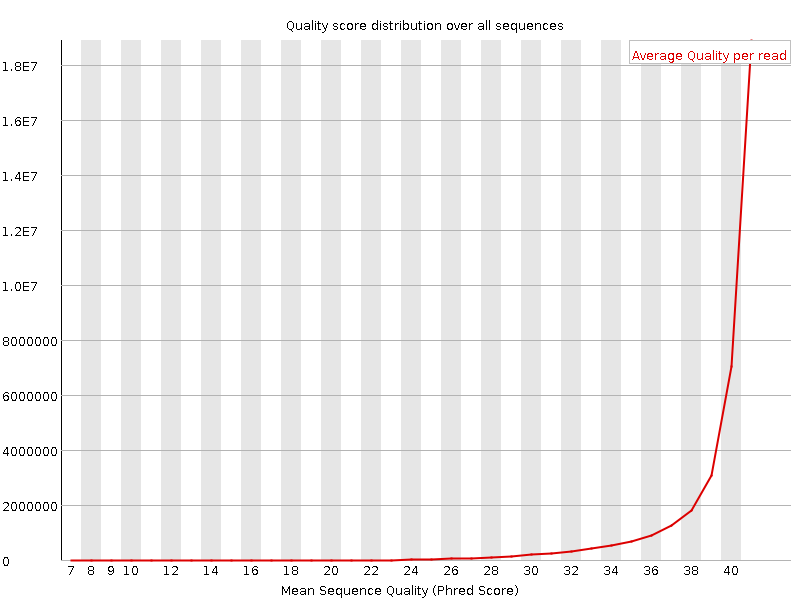 Quality score distribution over all sequences
Average Quality per read
1.8E7
1.6E7
1.4E7
1.2E7
1.0E7
8000000
6000000
4000000
2000000
0
7 8 9 10 12 14 16 18 20 22 24 26 28 30 32 34 36 38 40
Mean Sequence Quality (Phred Score)